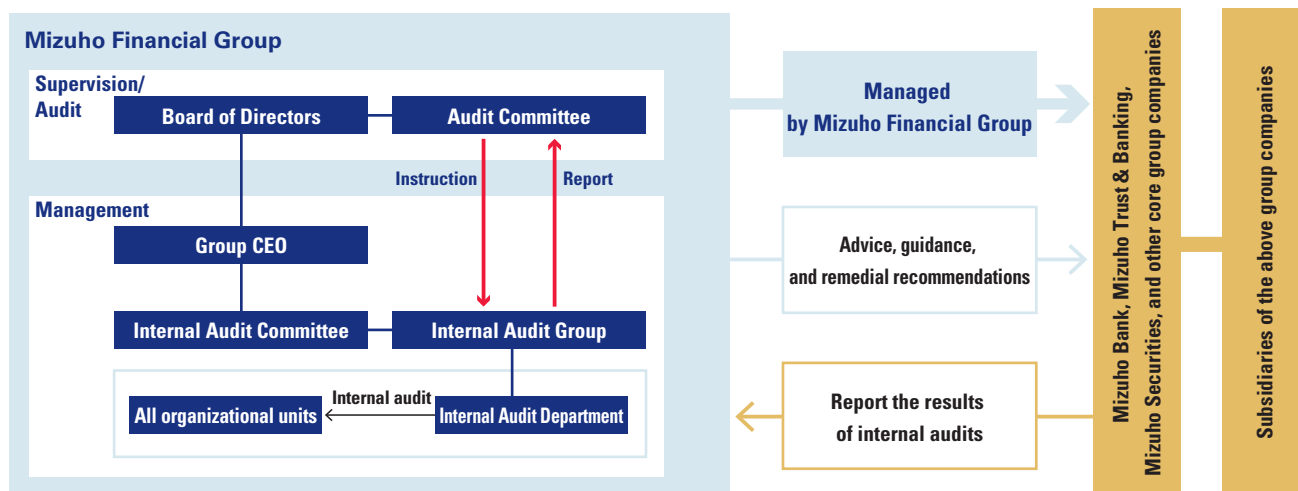 Mizuho Financial Group
Supervision/
Audit
Board of Directors
Audit Committee
Instruction
Report
Management
Group CEO
Internal Audit Committee
Internal Audit Group
All organizational units
Internal audit
Internal Audit Department
Managed
by Mizuho Financial Group
Advice, guidance,
and remedial recommendations
Report the results
of internal audits
Mizuho Bank, Mizuho Trust & Banking,
Mizuho Securities, and other core group companies
Subsidiaries of the above group companies